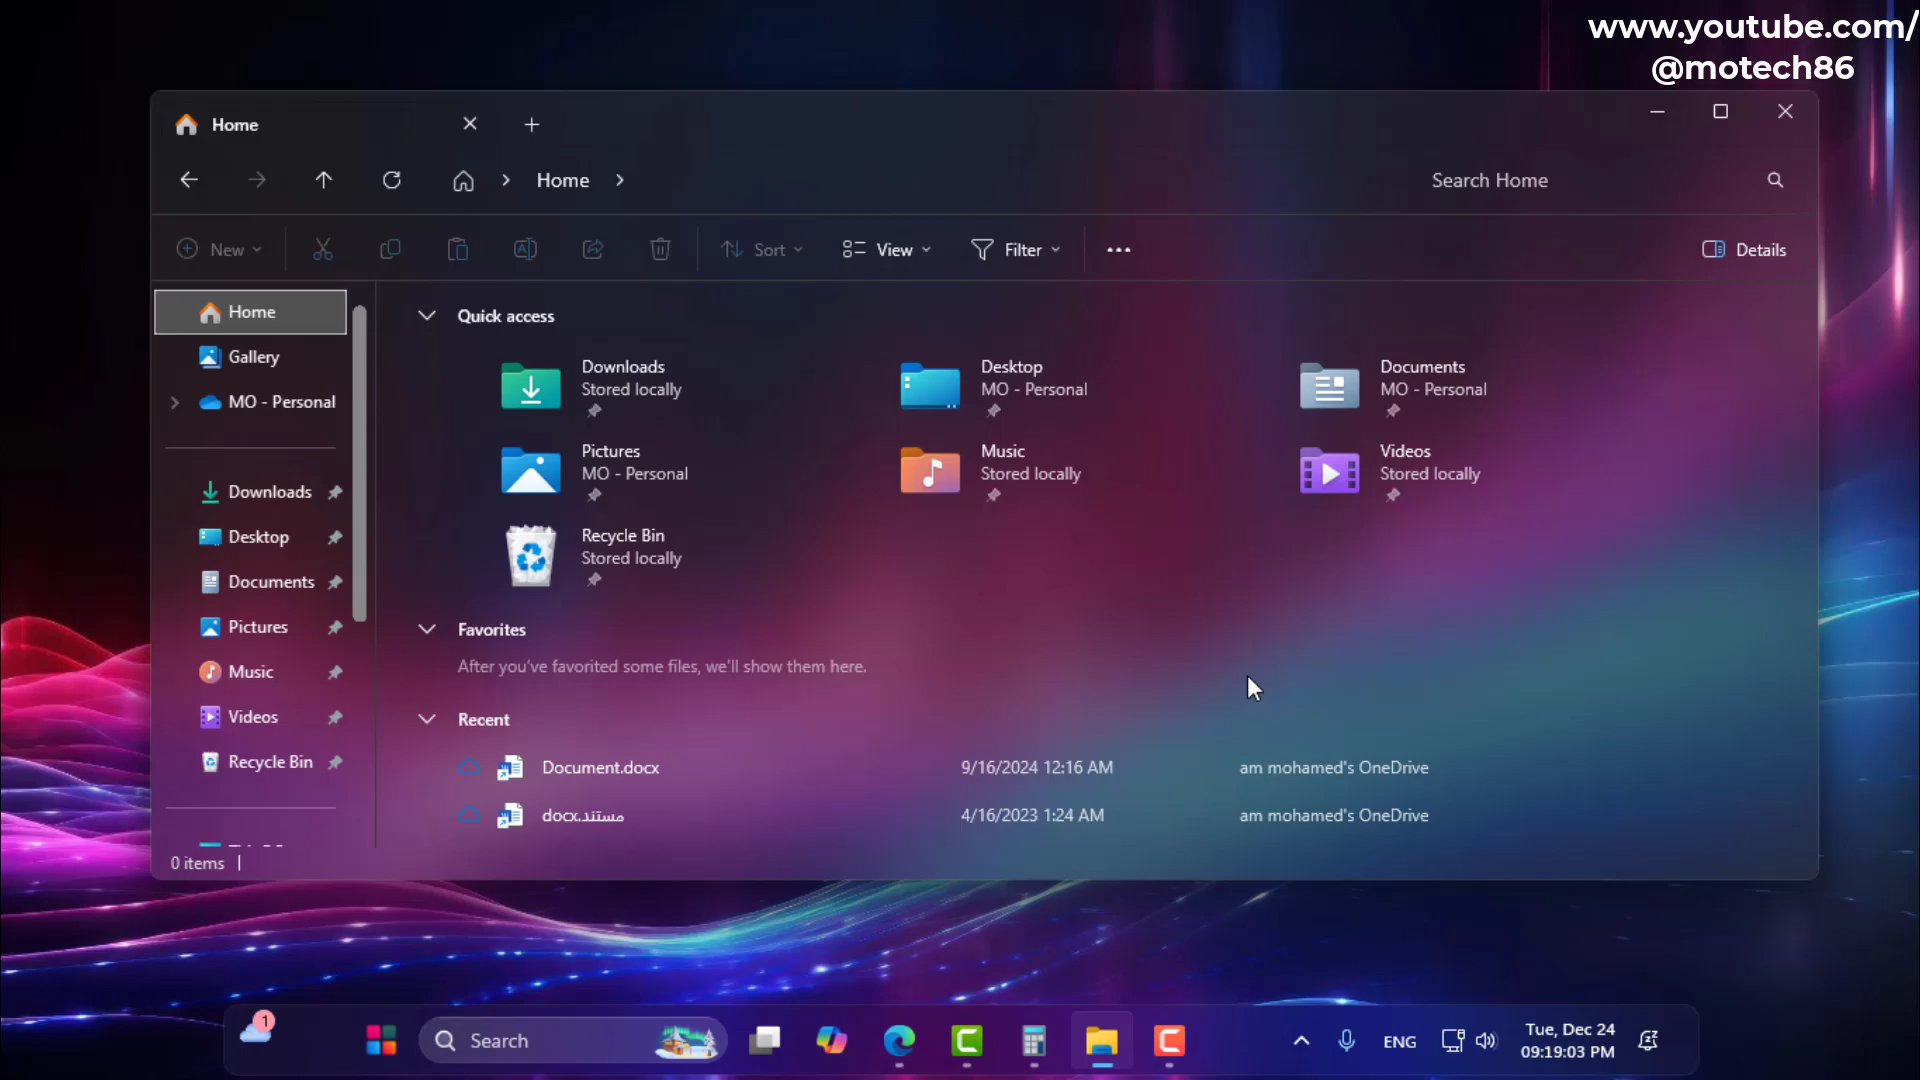 www.youtube.com/
@motech86
Home
Home
Search Home
New
Sort
View
Filter
Details
Home
Gallery
MO - Personal
Downloads
Desktop
Documents
Pictures
Music
Videos
Recycle Bin
Quick access
Downloads
Stored locally
Desktop
MO - Personal
Documents
MO - Personal
Pictures
MO - Personal
Music
Stored locally
Videos
Stored locally
Recycle Bin
Stored locally
Favorites
After you've favorited some files, we'll show them here.
Recent
Document.docx 9/16/2024 12:16 AM am mohamed's OneDrive
مستند.docx 4/16/2023 1:24 AM am mohamed's OneDrive
0 items
1
Search
ENG
Tue, Dec 24
09:19:03 PM